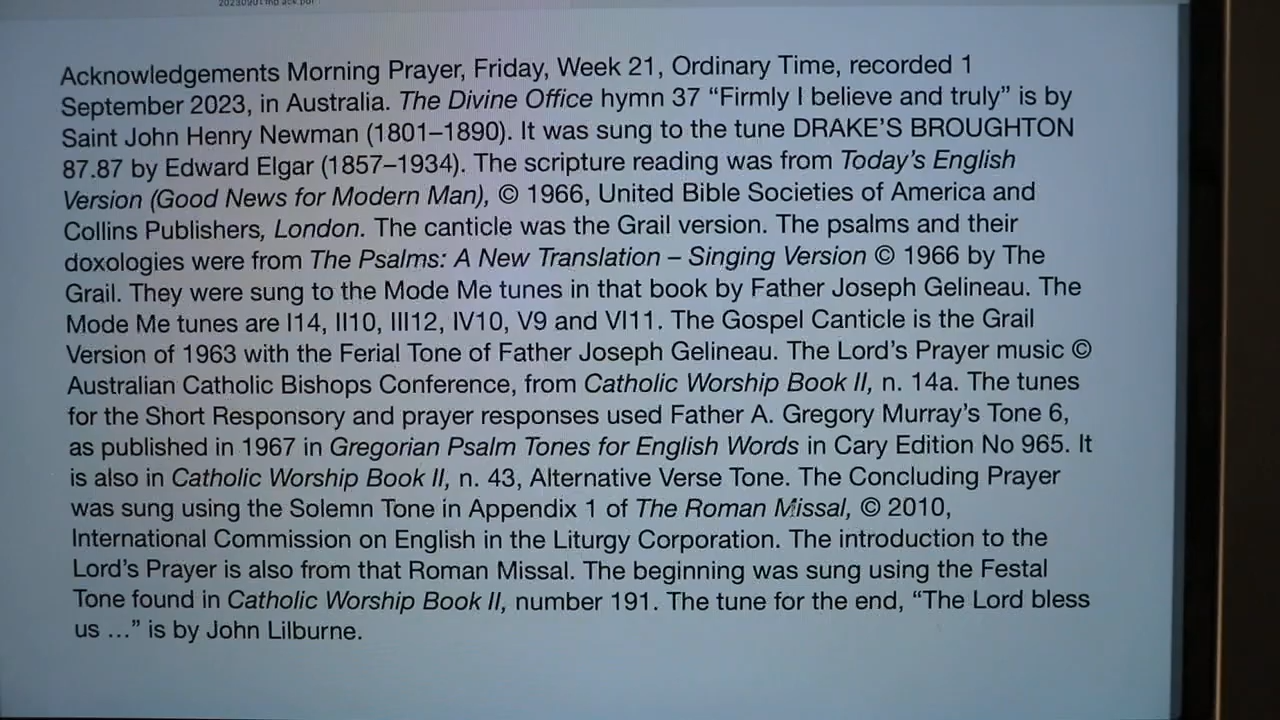 20230901 mp ack.pdf
Acknowledgements Morning Prayer, Friday, Week 21, Ordinary Time, recorded 1
September 2023, in Australia. The Divine Office hymn 37 “Firmly I believe and truly” is by
Saint John Henry Newman (1801–1890). It was sung to the tune DRAKE’S BROUGHTON
87.87 by Edward Elgar (1857–1934). The scripture reading was from Today’s English
Version (Good News for Modern Man), © 1966, United Bible Societies of America and
Collins Publishers, London. The canticle was the Grail version. The psalms and their
doxologies were from The Psalms: A New Translation – Singing Version © 1966 by The
Grail. They were sung to the Mode Me tunes in that book by Father Joseph Gelineau. The
Mode Me tunes are I14, II10, III12, IV10, V9 and VI11. The Gospel Canticle is the Grail
Version of 1963 with the Ferial Tone of Father Joseph Gelineau. The Lord’s Prayer music ©
Australian Catholic Bishops Conference, from Catholic Worship Book II, n. 14a. The tunes
for the Short Responsory and prayer responses used Father A. Gregory Murray’s Tone 6,
as published in 1967 in Gregorian Psalm Tones for English Words in Cary Edition No 965. It
is also in Catholic Worship Book II, n. 43, Alternative Verse Tone. The Concluding Prayer
was sung using the Solemn Tone in Appendix 1 of The Roman Missal, © 2010,
International Commission on English in the Liturgy Corporation. The introduction to the
Lord’s Prayer is also from that Roman Missal. The beginning was sung using the Festal
Tone found in Catholic Worship Book II, number 191. The tune for the end, “The Lord bless
us …” is by John Lilburne.